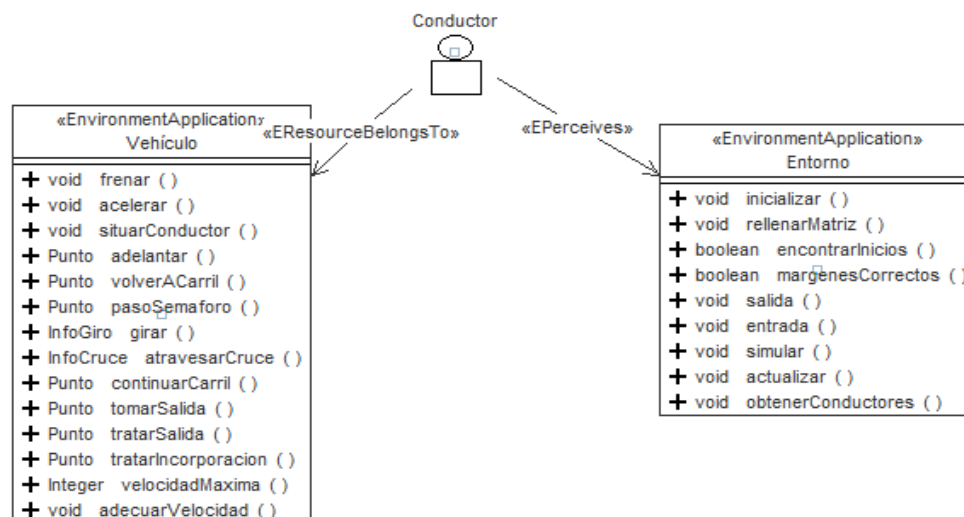 Conductor
«EResourceBelongsTo»
«EPerceives»
«EnvironmentApplication»
Vehículo
void frenar ( )
void acelerar ( )
void situarConductor ( )
Punto adelantar ( )
Punto volverACarril ( )
Punto pasoSemaforo ( )
InfoGiro girar ( )
InfoCruce atravesarCruce ( )
Punto continuarCarril ( )
Punto tomarSalida ( )
Punto tratarSalida ( )
Punto tratarIncorporacion ( )
Integer velocidadMaxima ( )
void adecuarVelocidad ( )
«EnvironmentApplication»
Entorno
void inicializar ( )
void rellenarMatriz ( )
boolean encontrarInicios ( )
boolean margenesCorrectos ( )
void salida ( )
void entrada ( )
void simular ( )
void actualizar ( )
void obtenerConductores ( )